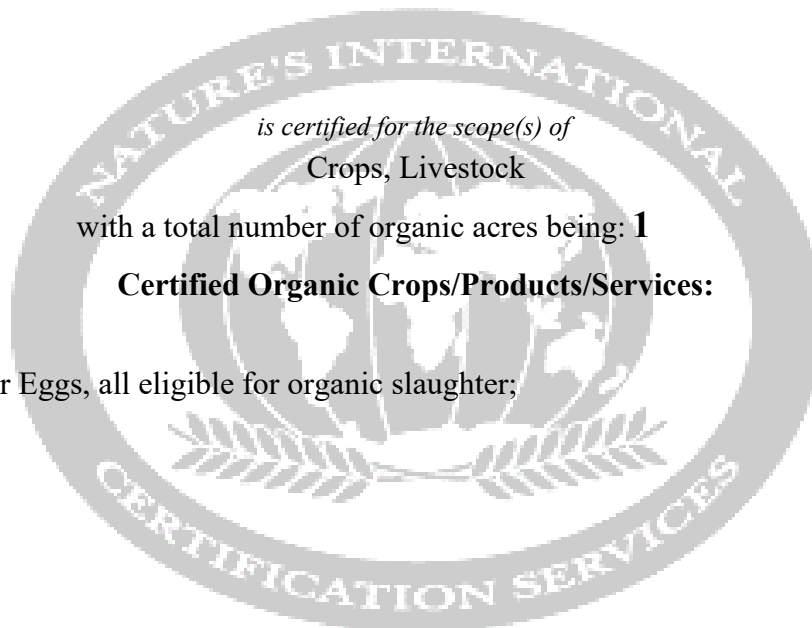 NATURE'S INTERNATIONAL
is certified for the scope(s) of
Crops, Livestock
with a total number of organic acres being: 1
Certified Organic Crops/Products/Services:
r Eggs, all eligible for organic slaughter;
CERTIFICATION SERVICES